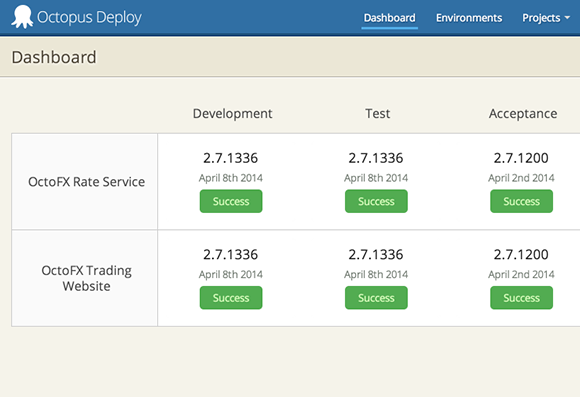 Octopus Deploy Dashboard Environments Projects
Dashboard
Development Test Acceptance
OctoFX Rate Service
2.7.1336 2.7.1336 2.7.1200
April 8th 2014 April 8th 2014 April 2nd 2014
Success Success Success
OctoFX Trading
Website
2.7.1336 2.7.1336 2.7.1200
April 8th 2014 April 8th 2014 April 2nd 2014
Success Success Success